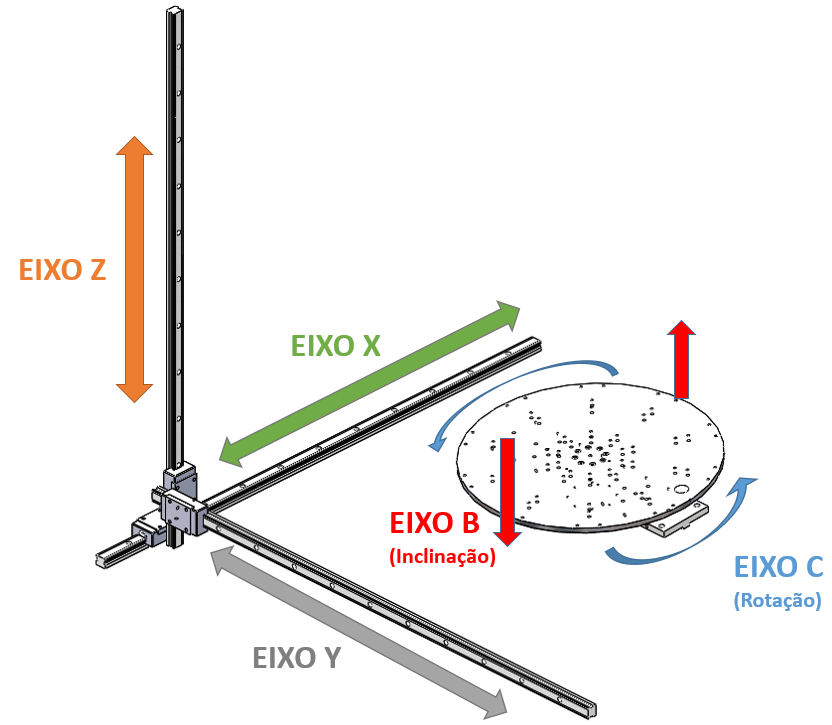 EIXO Z
EIXO X
EIXO B
(Inclinação)
EIXO C
(Rotação)
EIXO Y